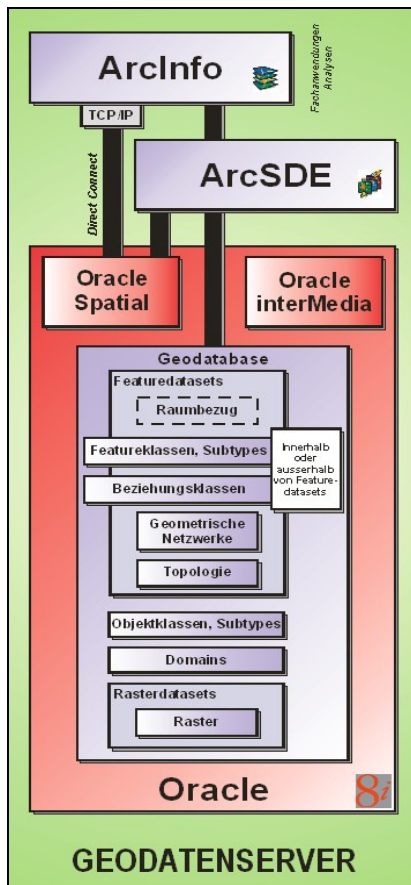 ArcInfo
Fachanwendungen
Analysen
TCP/IP
Direct Connect
ArcSDE
Oracle
Spatial
Oracle
interMedia
Geodatabase
Featuredatasets
Raumbezug
Featureklassen, Subtypes
Innerhalb
oder
ausserhalb
von Feature-
datasets
Beziehungsklassen
Geometrische
Netzwerke
Topologie
Objektklassen, Subtypes
Domains
Rasterdatasets
Raster
Oracle
8i
GEODATENSERVER